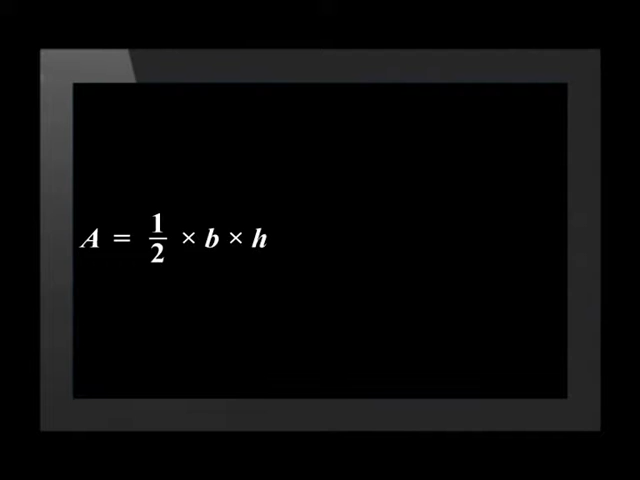 A = 1/2 × b × h